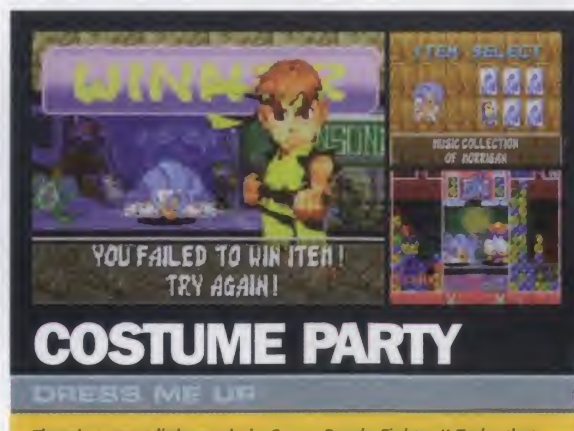 WINNER
YOU FAILED TO WIN ITEM!
TRY AGAIN!
ITEM SELECT
MUSIC COLLECTION
OF MORRIGAN
COSTUME PARTY
DRESS ME UP